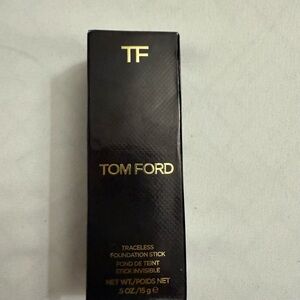 TF
TOM FORD
TRACELESS
FOUNDATION STICK
FOND DE TEINT
STICK INVISIBLE
NET WT./POIDS NET
.5 OZ./15 g ℮